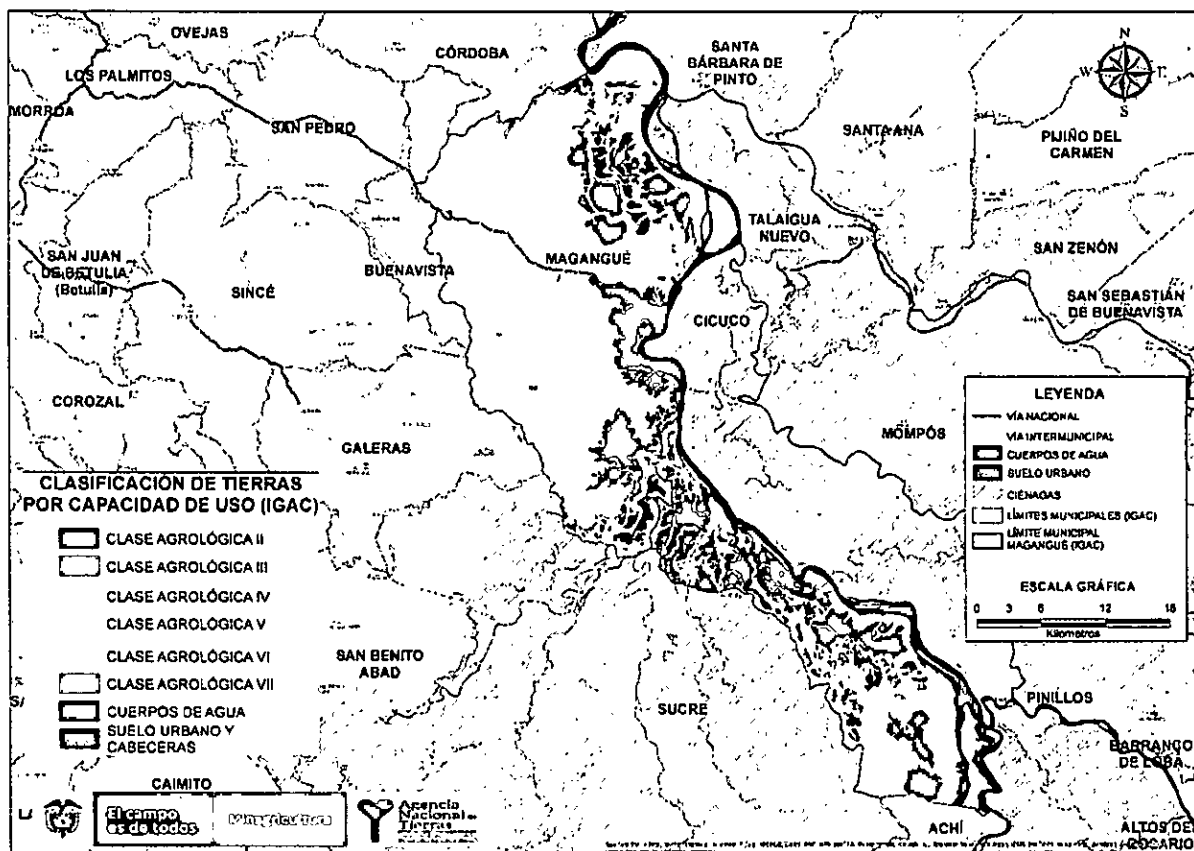 OVEJAS
CÓRDOBA
SANTA
BÁRBARA DE
PINTO
N
W
S
LOS PALMITOS
MORROA
SAN PEDRO
SANTA ANA
PIJIÑO DEL
CARMEN
TALAIGUA
NUEVO
SAN JUAN
DE BETULIA
(Betulia)
SINCÉ
BUENAVISTA
MAGANGUÉ
SAN ZENÓN
CICUCO
SAN SEBASTIÁN
DE BUENAVISTA
COROZAL
GALERAS
MOMPÓS
LEYENDA
VÍA NACIONAL
VÍA INTERMUNICIPAL
CUERPOS DE AGUA
SUELO URBANO
CIÉNAGAS
LÍMITES MUNICIPALES (IGAC)
LÍMITE MUNICIPAL
MAGANGUÉ (IGAC)
ESCALA GRÁFICA
0 3 6 12 18
Kilometros
CLASIFICACIÓN DE TIERRAS
POR CAPACIDAD DE USO (IGAC)
CLASE AGROLÓGICA II
CLASE AGROLÓGICA III
CLASE AGROLÓGICA IV
CLASE AGROLÓGICA V
CLASE AGROLÓGICA VI
CLASE AGROLÓGICA VII
CUERPOS DE AGUA
SUELO URBANO Y
CABECERAS
SAN BENITO
ABAD
SUCRE
PINILLOS
BARRANCO
DE LOBA
CAIMITO
ACHÍ
ALTOS DEL
ROSARIO
El campo
es de todos
Minagricultura
Agencia
Nacional de
Tierras